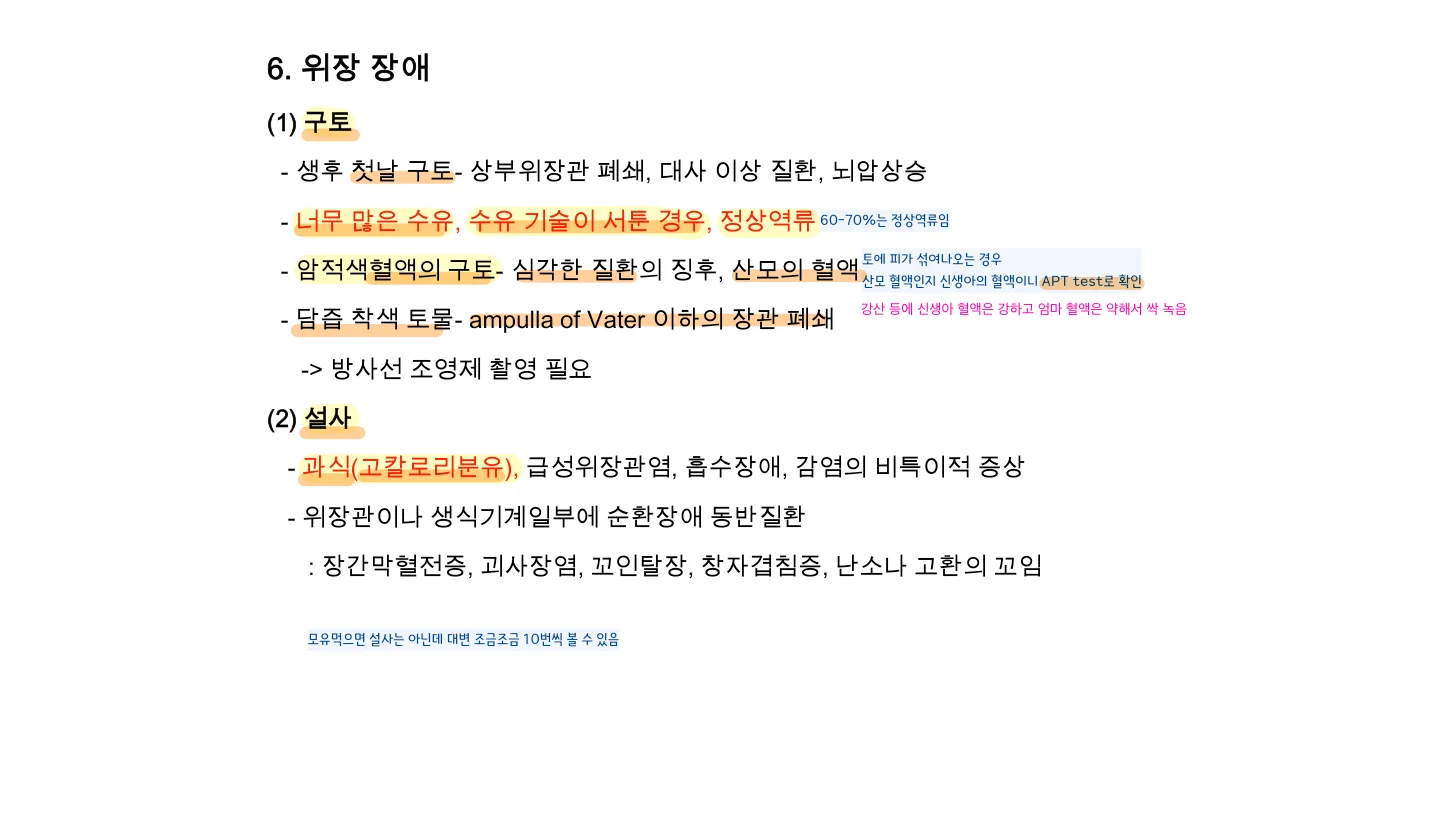 6. 위장 장애
(1) 구토
- 생후 첫날 구토- 상부위장관 폐쇄, 대사 이상 질환, 뇌압상승
- 너무 많은 수유, 수유 기술이 서툰 경우, 정상역류 60-70%는 정상역류임
- 암적색혈액의 구토- 심각한 질환의 징후, 산모의 혈액
토에 피가 섞여나오는 경우
산모 혈액인지 신생아의 혈액이니 APT test로 확인
강산 등에 신생아 혈액은 강하고 엄마 혈액은 약해서 싹 녹음
- 담즙 착색 토물- ampulla of Vater 이하의 장관 폐쇄
-> 방사선 조영제 촬영 필요
(2) 설사
- 과식(고칼로리분유), 급성위장관염, 흡수장애, 감염의 비특이적 증상
- 위장관이나 생식기계일부에 순환장애 동반질환
: 장간막혈전증, 괴사장염, 꼬인탈장, 창자겹침증, 난소나 고환의 꼬임
모유먹으면 설사는 아닌데 대변 조금조금 10번씩 볼 수 있음